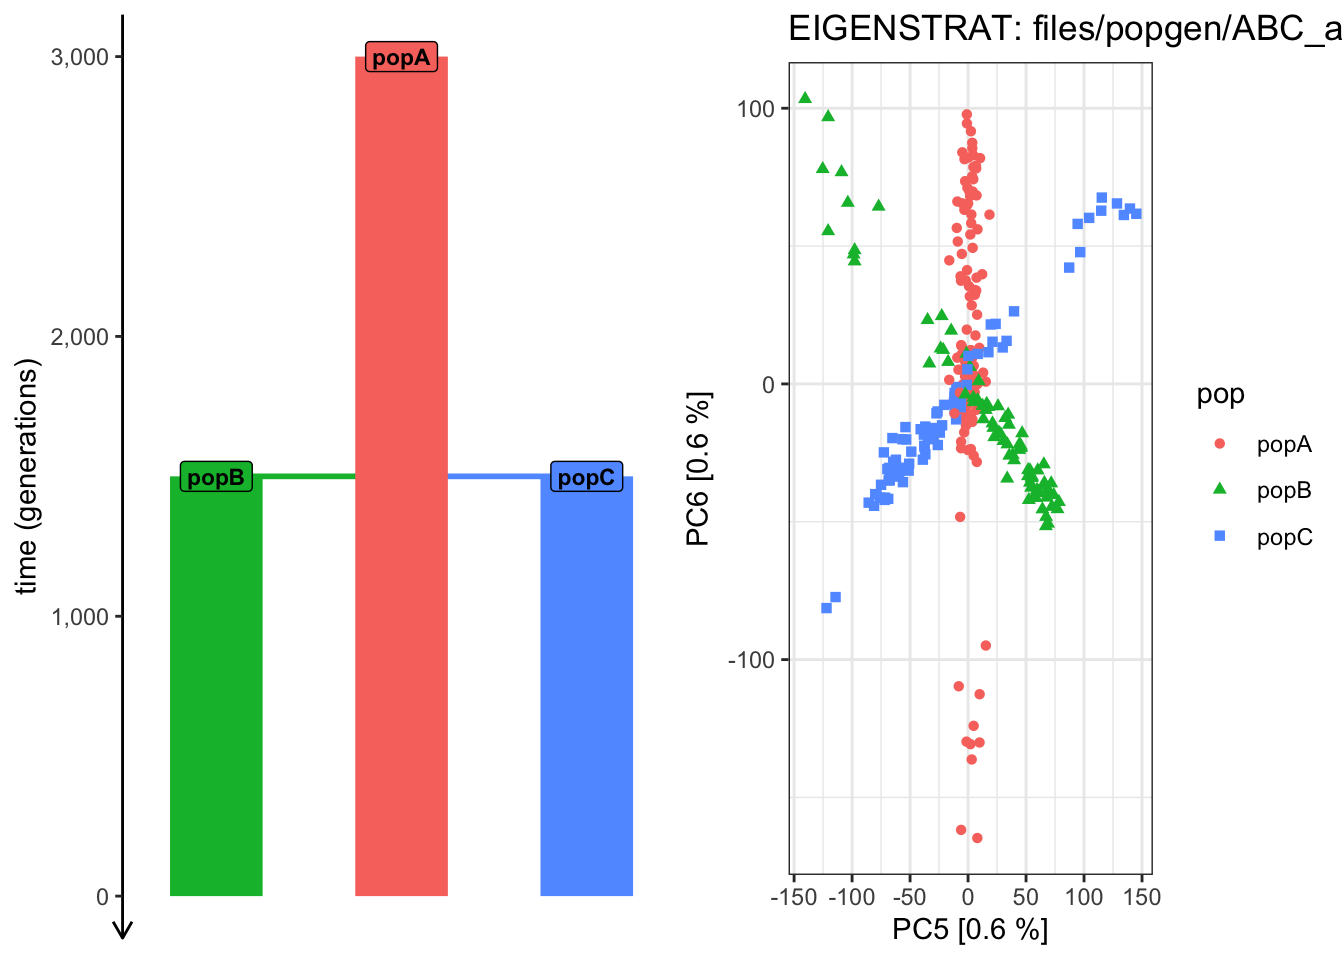 time (generations)
3,000
2,000
1,000
0
popA
popB
popC
EIGENSTRAT: files/popgen/ABC_a
PC6 [0.6 %]
100
0
-100
-150 -100 -50 0 50 100 150
PC5 [0.6 %]
pop
popA
popB
popC